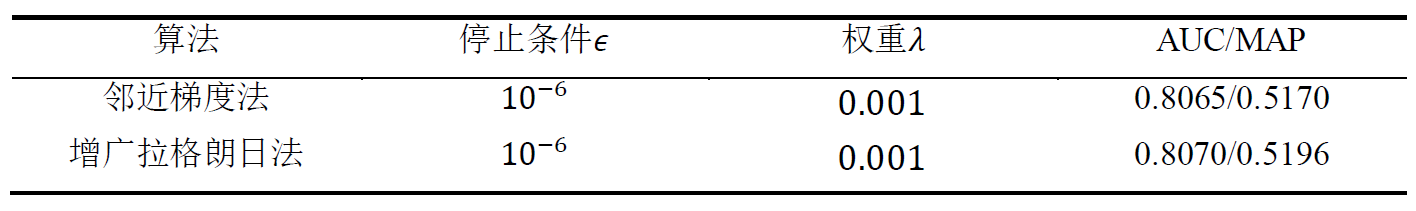 算法 停止条件ϵ 权重λ AUC/MAP
邻近梯度法 10⁻⁶ 0.001 0.8065/0.5170
增广拉格朗日法 10⁻⁶ 0.001 0.8070/0.5196